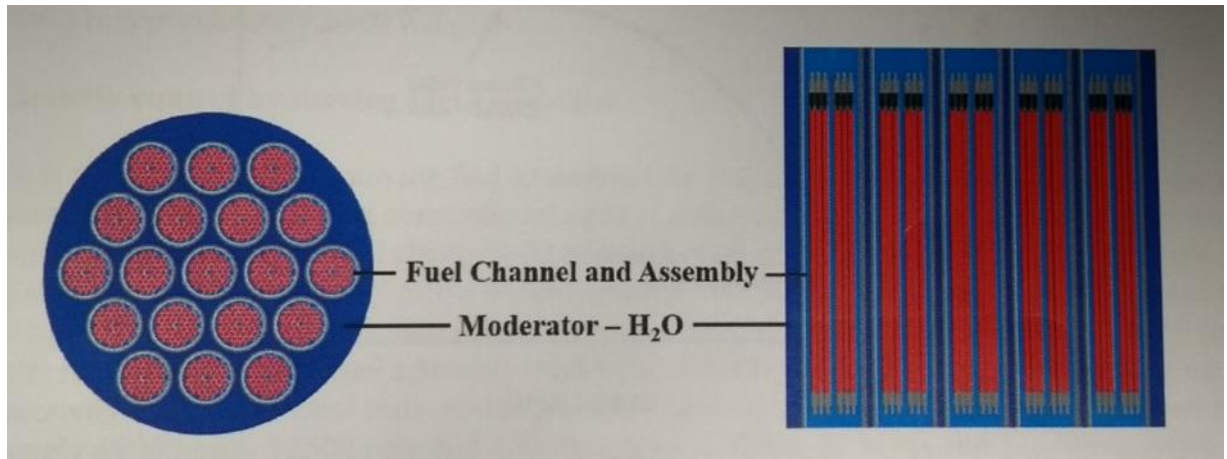 Fuel Channel and Assembly
Moderator – H₂O